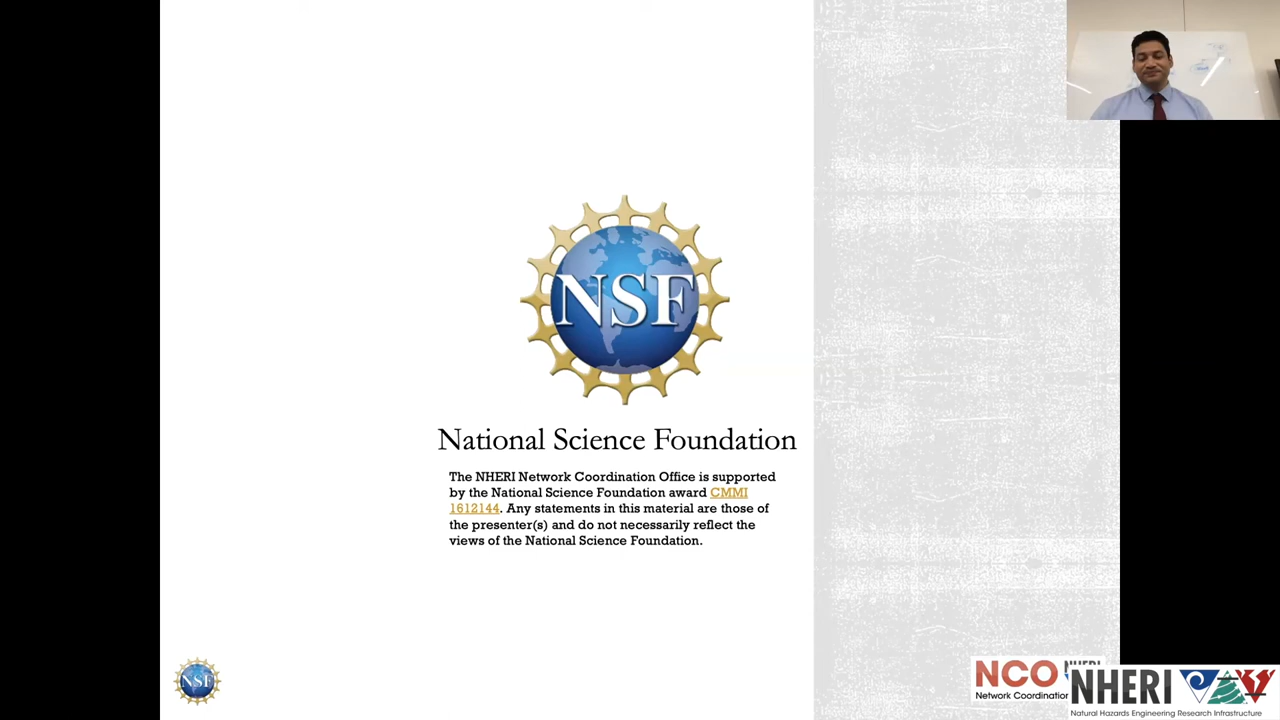 NSF
National Science Foundation
The NHERI Network Coordination Office is supported
by the National Science Foundation award CMMI
1612144. Any statements in this material are those of
the presenter(s) and do not necessarily reflect the
views of the National Science Foundation.
NSF
NCO
Network Coordination
NHERI
NHERI
Natural Hazards Engineering Research Infrastructure